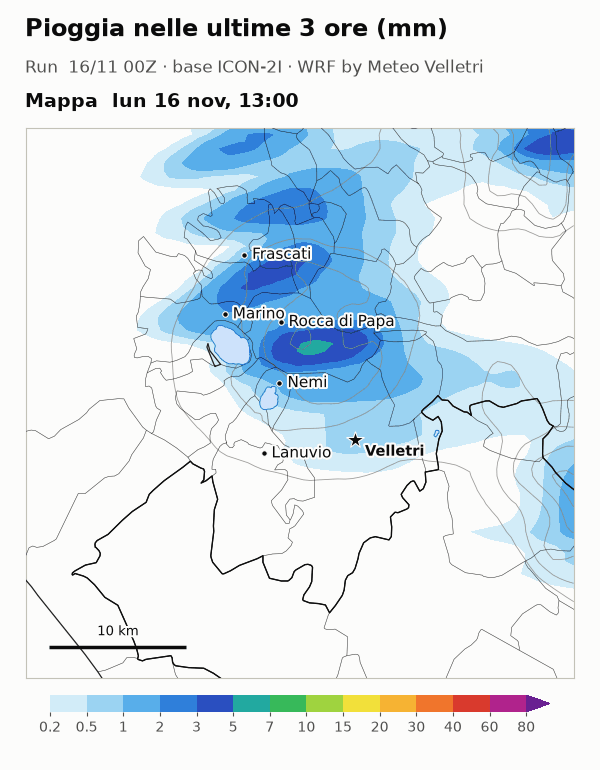 Pioggia nelle ultime 3 ore (mm)
Run 16/11 00Z · base ICON-2I · WRF by Meteo Velletri
Mappa lun 16 nov, 13:00
Frascati
Marino
Rocca di Papa
Nemi
Velletri
Lanuvio
10 km
0.2 0.5 1 2 3 5 7 10 15 20 30 40 60 80